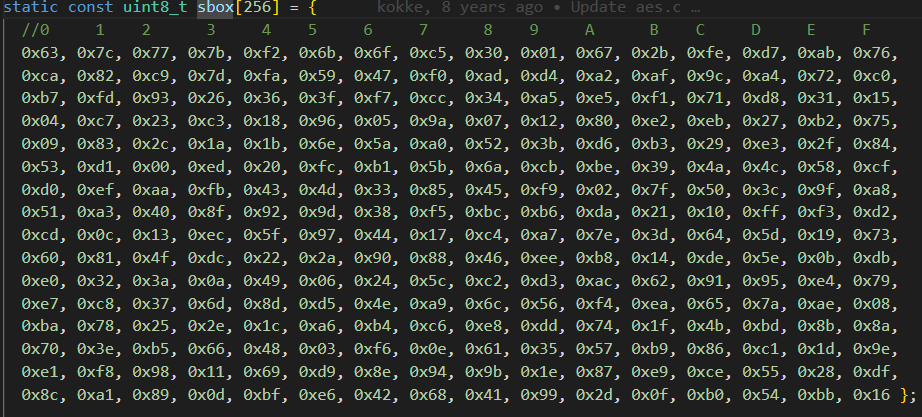 static const uint8_t sbox[256] = { kokke, 8 years ago • Update aes.c …
//0 1 2 3 4 5 6 7 8 9 A B C D E F
0x63, 0x7c, 0x77, 0x7b, 0xf2, 0x6b, 0x6f, 0xc5, 0x30, 0x01, 0x67, 0x2b, 0xfe, 0xd7, 0xab, 0x76,
0xca, 0x82, 0xc9, 0x7d, 0xfa, 0x59, 0x47, 0xf0, 0xad, 0xd4, 0xa2, 0xaf, 0x9c, 0xa4, 0x72, 0xc0,
0xb7, 0xfd, 0x93, 0x26, 0x36, 0x3f, 0xf7, 0xcc, 0x34, 0xa5, 0xe5, 0xf1, 0x71, 0xd8, 0x31, 0x15,
0x04, 0xc7, 0x23, 0xc3, 0x18, 0x96, 0x05, 0x9a, 0x07, 0x12, 0x80, 0xe2, 0xeb, 0x27, 0xb2, 0x75,
0x09, 0x83, 0x2c, 0x1a, 0x1b, 0x6e, 0x5a, 0xa0, 0x52, 0x3b, 0xd6, 0xb3, 0x29, 0xe3, 0x2f, 0x84,
0x53, 0xd1, 0x00, 0xed, 0x20, 0xfc, 0xb1, 0x5b, 0x6a, 0xcb, 0xbe, 0x39, 0x4a, 0x4c, 0x58, 0xcf,
0xd0, 0xef, 0xaa, 0xfb, 0x43, 0x4d, 0x33, 0x85, 0x45, 0xf9, 0x02, 0x7f, 0x50, 0x3c, 0x9f, 0xa8,
0x51, 0xa3, 0x40, 0x8f, 0x92, 0x9d, 0x38, 0xf5, 0xbc, 0xb6, 0xda, 0x21, 0x10, 0xff, 0xf3, 0xd2,
0xcd, 0x0c, 0x13, 0xec, 0x5f, 0x97, 0x44, 0x17, 0xc4, 0xa7, 0x7e, 0x3d, 0x64, 0x5d, 0x19, 0x73,
0x60, 0x81, 0x4f, 0xdc, 0x22, 0x2a, 0x90, 0x88, 0x46, 0xee, 0xb8, 0x14, 0xde, 0x5e, 0x0b, 0xdb,
0xe0, 0x32, 0x3a, 0x0a, 0x49, 0x06, 0x24, 0x5c, 0xc2, 0xd3, 0xac, 0x62, 0x91, 0x95, 0xe4, 0x79,
0xe7, 0xc8, 0x37, 0x6d, 0x8d, 0xd5, 0x4e, 0xa9, 0x6c, 0x56, 0xf4, 0xea, 0x65, 0x7a, 0xae, 0x08,
0xba, 0x78, 0x25, 0x2e, 0x1c, 0xa6, 0xb4, 0xc6, 0xe8, 0xdd, 0x74, 0x1f, 0x4b, 0xbd, 0x8b, 0x8a,
0x70, 0x3e, 0xb5, 0x66, 0x48, 0x03, 0xf6, 0x0e, 0x61, 0x35, 0x57, 0xb9, 0x86, 0xc1, 0x1d, 0x9e,
0xe1, 0xf8, 0x98, 0x11, 0x69, 0xd9, 0x8e, 0x94, 0x9b, 0x1e, 0x87, 0xe9, 0xce, 0x55, 0x28, 0xdf,
0x8c, 0xa1, 0x89, 0x0d, 0xbf, 0xe6, 0x42, 0x68, 0x41, 0x99, 0x2d, 0x0f, 0xb0, 0x54, 0xbb, 0x16 };